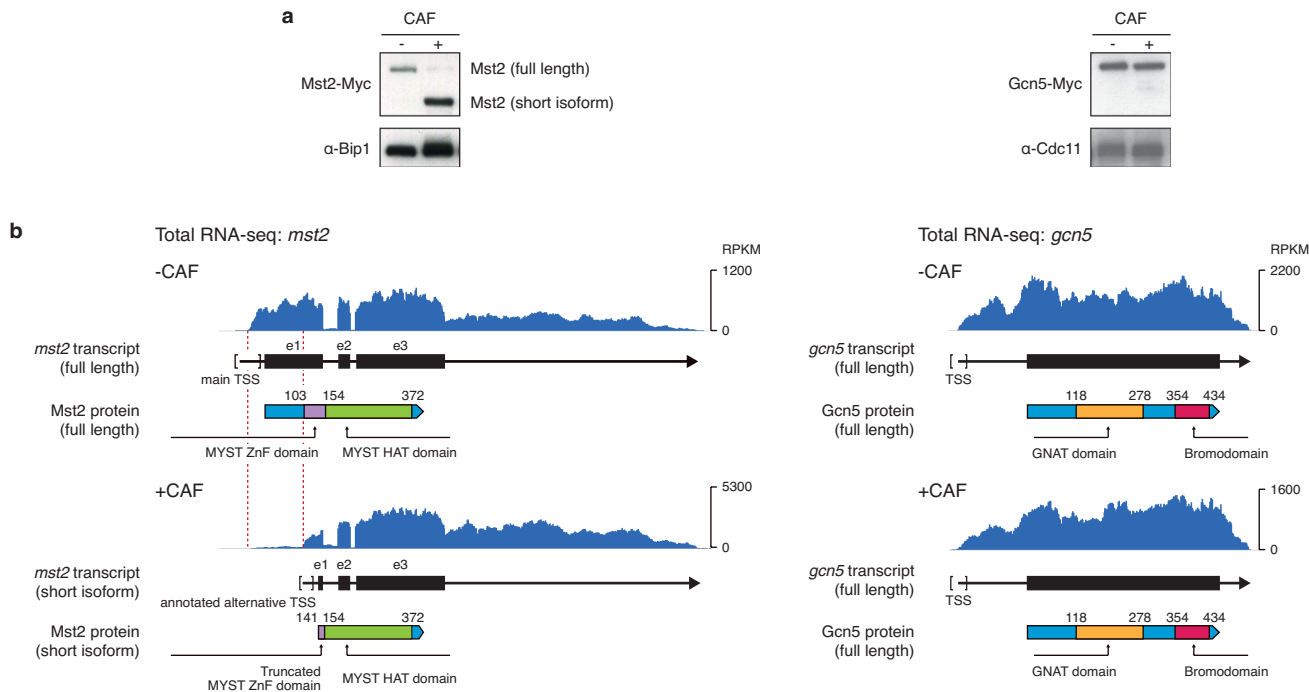 a
CAF
- +
Mst2-Myc
Mst2 (full length)
Mst2 (short isoform)
α-Bip1
CAF
- +
Gcn5-Myc
α-Cdc11
b
Total RNA-seq: mst2
-CAF
RPKM
1200
0
mst2 transcript
(full length)
e1 e2 e3
main TSS
Mst2 protein
(full length)
103 154 372
MYST ZnF domain
MYST HAT domain
+CAF
5300
0
mst2 transcript
(short isoform)
e1 e2 e3
annotated alternative TSS
Mst2 protein
(short isoform)
141 154 372
Truncated
MYST ZnF domain
MYST HAT domain
Total RNA-seq: gcn5
-CAF
RPKM
2200
0
gcn5 transcript
(full length)
TSS
Gcn5 protein
(full length)
118 278 354 434
GNAT domain
Bromodomain
+CAF
1600
0
gcn5 transcript
(full length)
TSS
Gcn5 protein
(full length)
118 278 354 434
GNAT domain
Bromodomain